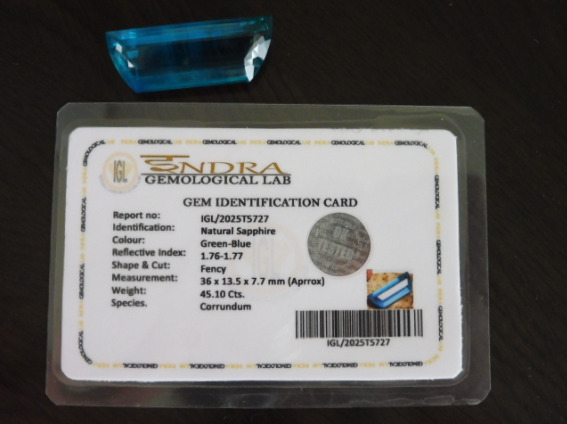 IGL
INDRA
GEMOLOGICAL LAB
GEM IDENTIFICATION CARD
Report no: IGL/2025T5727
Identification: Natural Sapphire
Colour: Green-Blue
Reflective Index: 1.76-1.77
Shape & Cut: Fency
Measurement: 36 x 13.5 x 7.7 mm (Aprrox)
Weight: 45.10 Cts.
Species. Corrundum
TESTED
IGL/2025T5727